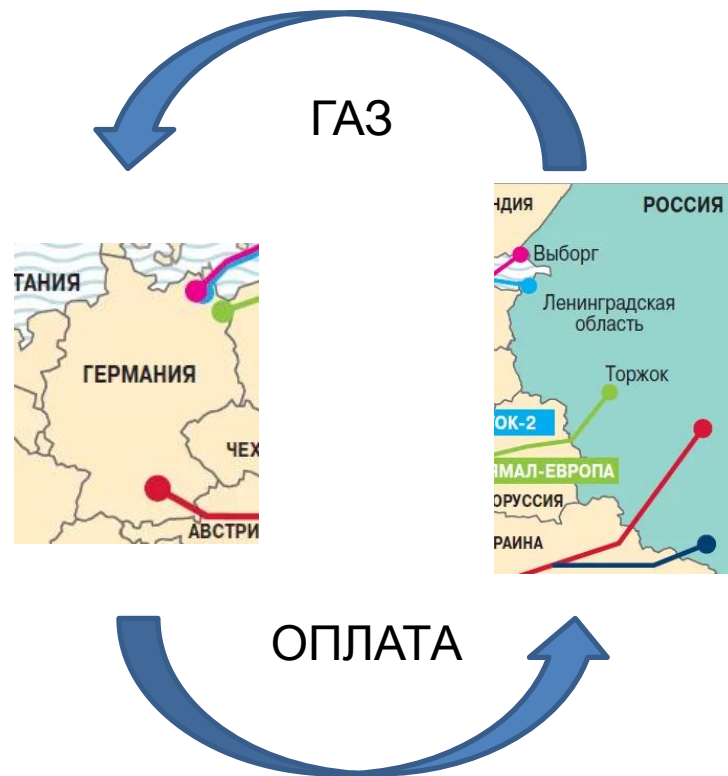 ГАЗ
ТАНИЯ
ГЕРМАНИЯ
ЧЕХ
АВСТРИ
НДИЯ
РОССИЯ
Выборг
Ленинградская
область
Торжок
ОК-2
ЯМАЛ-ЕВРОПА
ОРУССИЯ
РАИНА
ОПЛАТА